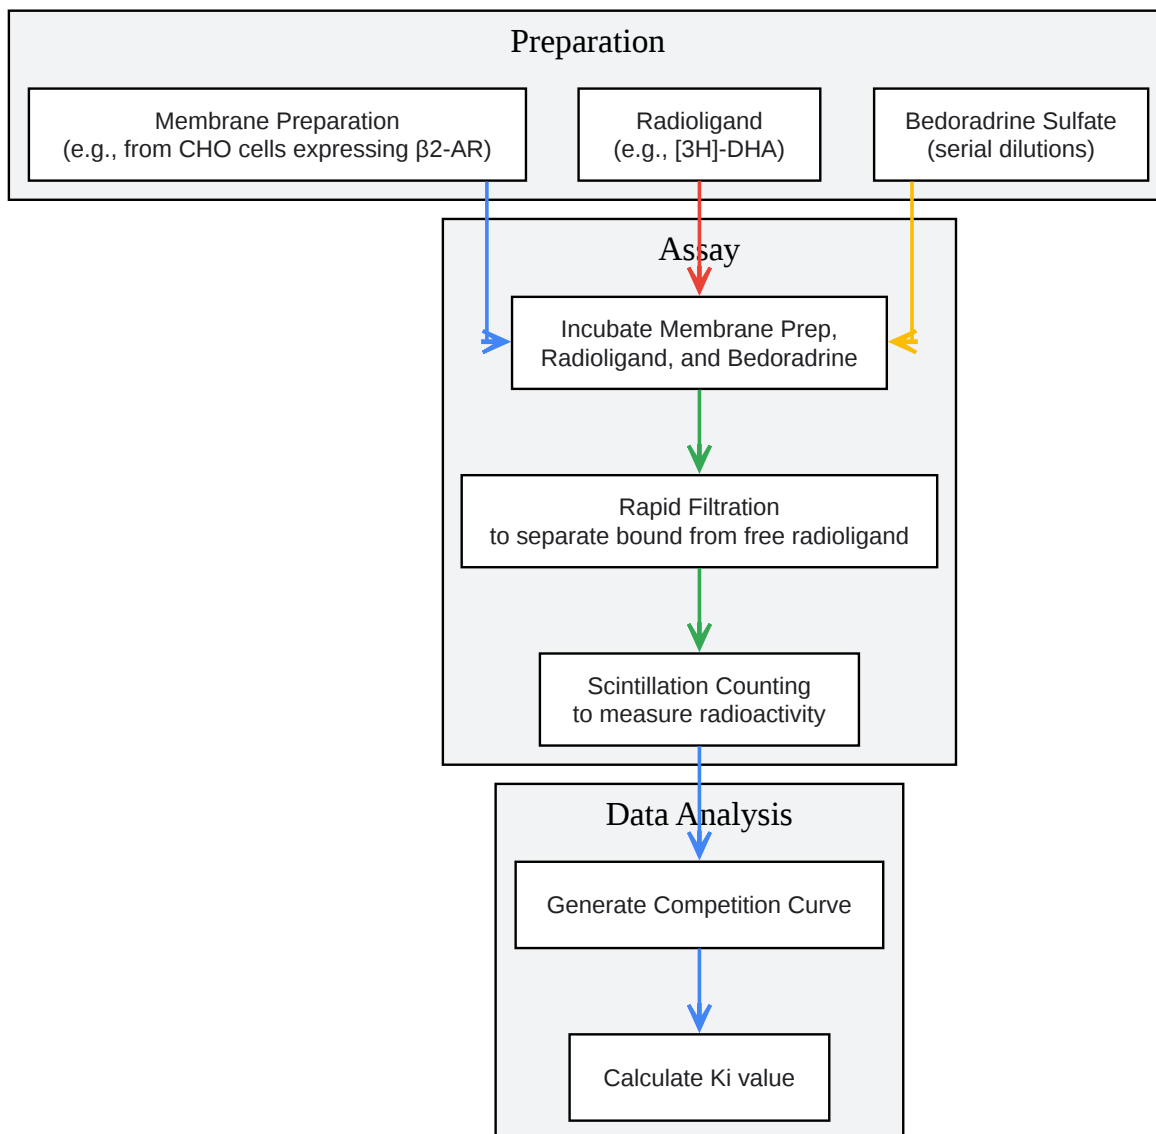 Preparation
Membrane Preparation
(e.g., from CHO cells expressing β2-AR)
Radioligand
(e.g., [3H]-DHA)
Bedoradrine Sulfate
(serial dilutions)
Assay
Incubate Membrane Prep,
Radioligand, and Bedoradrine
Rapid Filtration
to separate bound from free radioligand
Scintillation Counting
to measure radioactivity
Data Analysis
Generate Competition Curve
Calculate Ki value